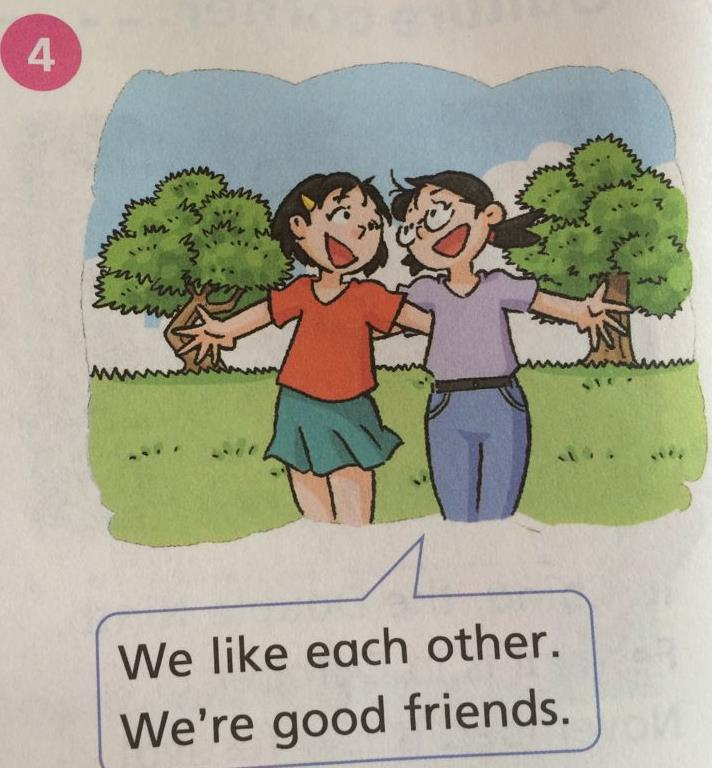 4
We like each other.
We're good friends.